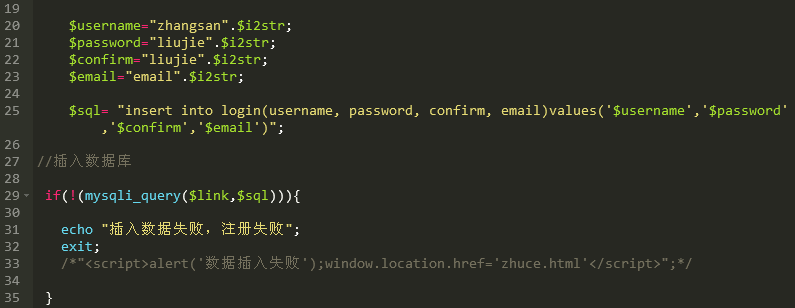 19
20 $username="zhangsan".$i2str;
21 $password="liujie".$i2str;
22 $confirm="liujie".$i2str;
23 $email="email".$i2str;
24
25 $sql= "insert into login(username, password, confirm, email)values('$username','$password'
,'$confirm','$email')";
26
27 //插入数据库
28
29 if(!(mysqli_query($link,$sql))){
30
31 echo "插入数据失败，注册失败";
32 exit;
33 /*"<script>alert('数据插入失败');window.location.href='zhuce.html'</script>";*/
34
35 }